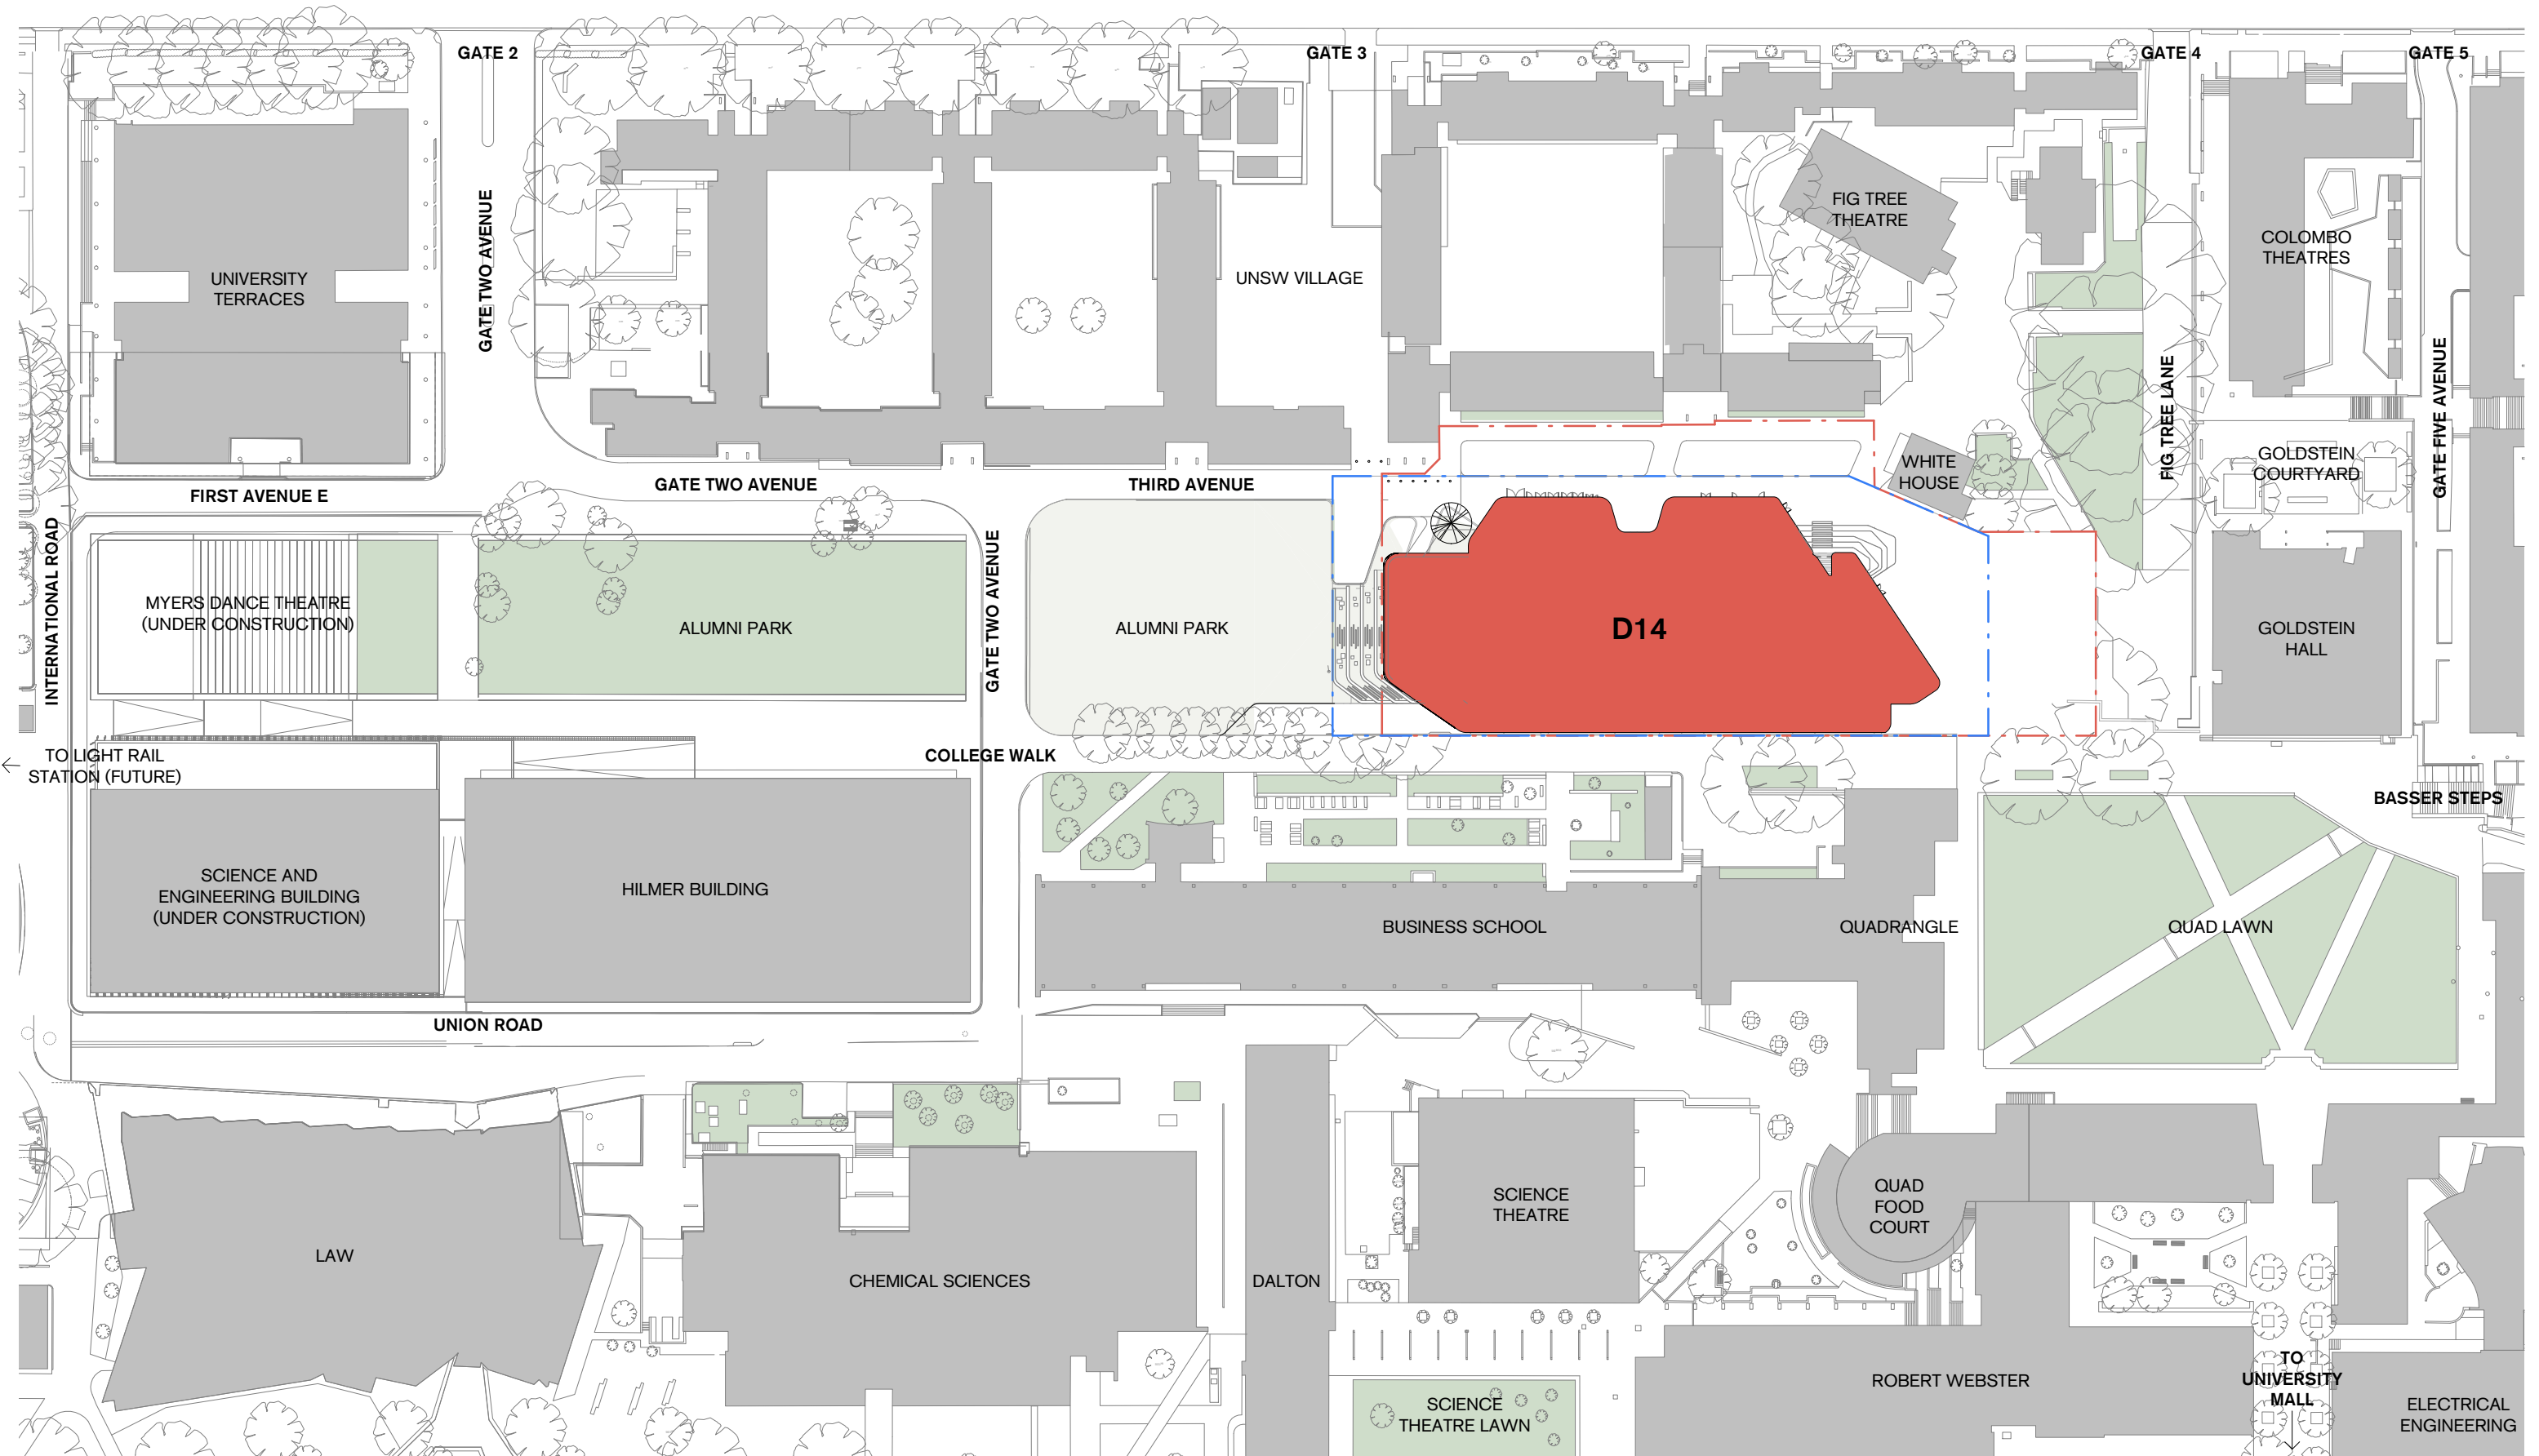 GATE 2
GATE 3
GATE 4
GATE 5
UNIVERSITY
TERRACES
GATE TWO AVENUE
UNSW VILLAGE
FIG TREE
THEATRE
COLOMBO
THEATRES
FIG TREE LANE
GATE FIVE AVENUE
WHITE
HOUSE
GOLDSTEIN
COURTYARD
FIRST AVENUE E
GATE TWO AVENUE
THIRD AVENUE
INTERNATIONAL ROAD
MYERS DANCE THEATRE
(UNDER CONSTRUCTION)
ALUMNI PARK
GATE TWO AVENUE
ALUMNI PARK
D14
GOLDSTEIN
HALL
TO LIGHT RAIL
STATION (FUTURE)
COLLEGE WALK
BASSER STEPS
SCIENCE AND
ENGINEERING BUILDING
(UNDER CONSTRUCTION)
HILMER BUILDING
BUSINESS SCHOOL
QUADRANGLE
QUAD LAWN
UNION ROAD
LAW
CHEMICAL SCIENCES
DALTON
SCIENCE
THEATRE
QUAD
FOOD
COURT
SCIENCE
THEATRE LAWN
ROBERT WEBSTER
TO
UNIVERSITY
MALL
ELECTRICAL
ENGINEERING